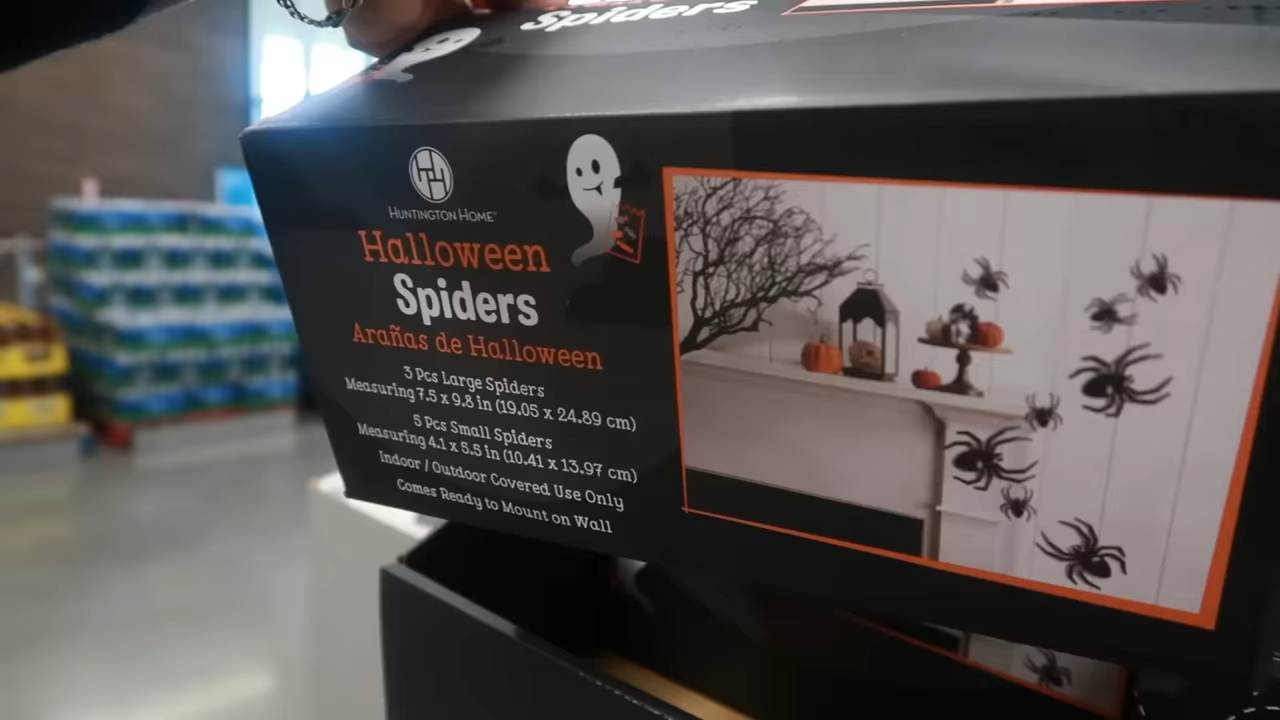 Spiders
HUNTINGTON HOME
Halloween
Spiders
Arañas de Halloween
3 Pcs Large Spiders
Measuring 7.5 x 9.8 in (19.05 x 24.89 cm)
5 Pcs Small Spiders
Measuring 4.1 x 5.5 in (10.41 x 13.97 cm)
Indoor / Outdoor Covered Use Only
Comes Ready to Mount on Wall